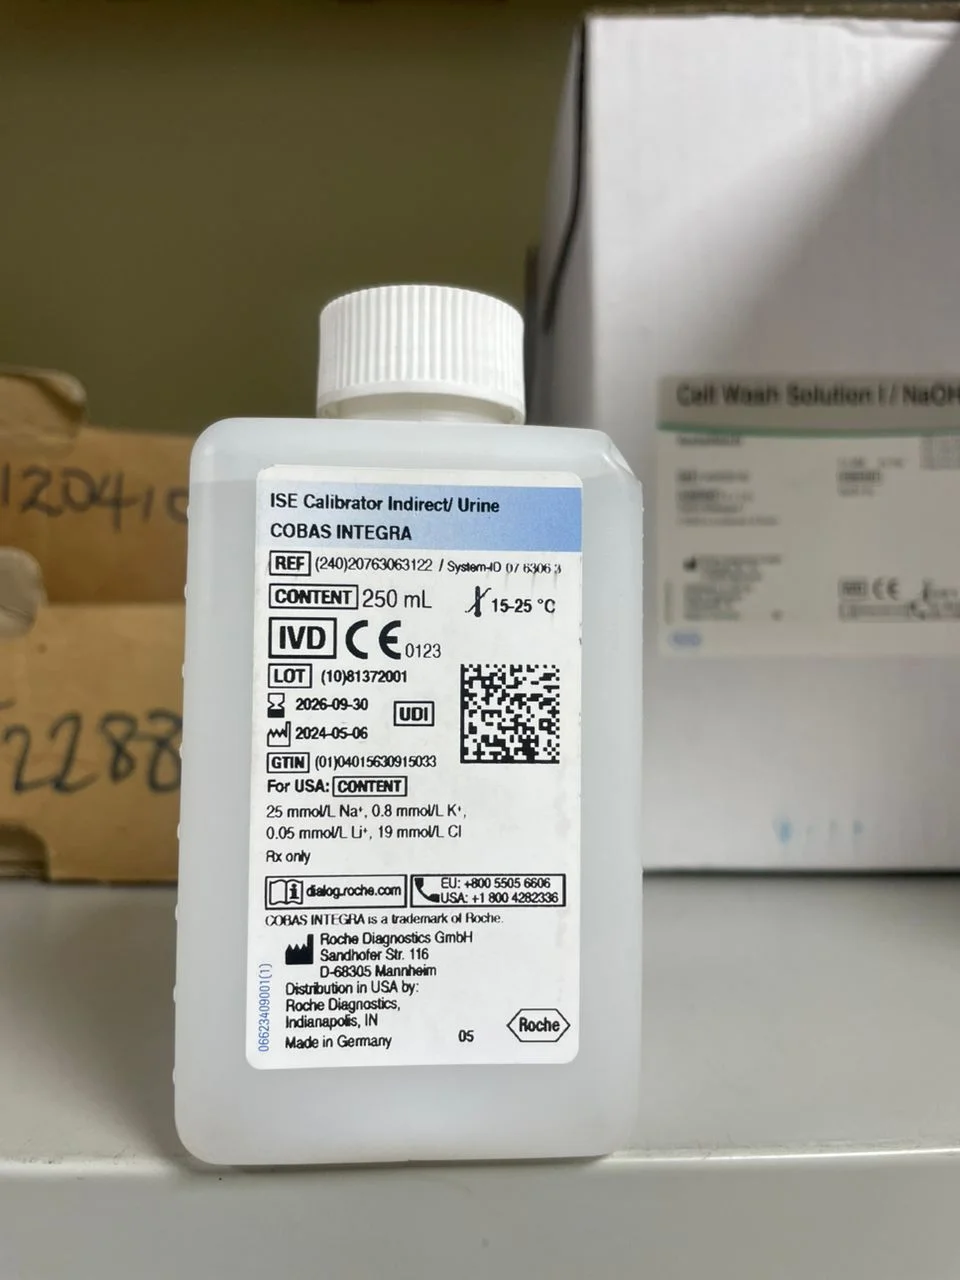 ISE Calibrator Indirect/ Urine
COBAS INTEGRA
REF (240)20763063122 / System-ID 07 6306 3
CONTENT 250 mL 15-25 °C
IVD CE 0123
LOT (10)81372001
2026-09-30
UDI
2024-05-06
GTIN (01)04015630915033
For USA: CONTENT
25 mmol/L Na+, 0.8 mmol/L K+,
0.05 mmol/L Li+, 19 mmol/L Cl
Rx only
dialog.roche.com
EU: +800 5505 6606
USA: +1 800 4282336
COBAS INTEGRA is a trademark of Roche.
Roche Diagnostics GmbH
Sandhofer Str. 116
D-68305 Mannheim
Distribution in USA by:
Roche Diagnostics,
Indianapolis, IN
Made in Germany
05
Roche
06623409001(1)
Cell Wash Solution I / NaOH
IVD CE
12041
2288